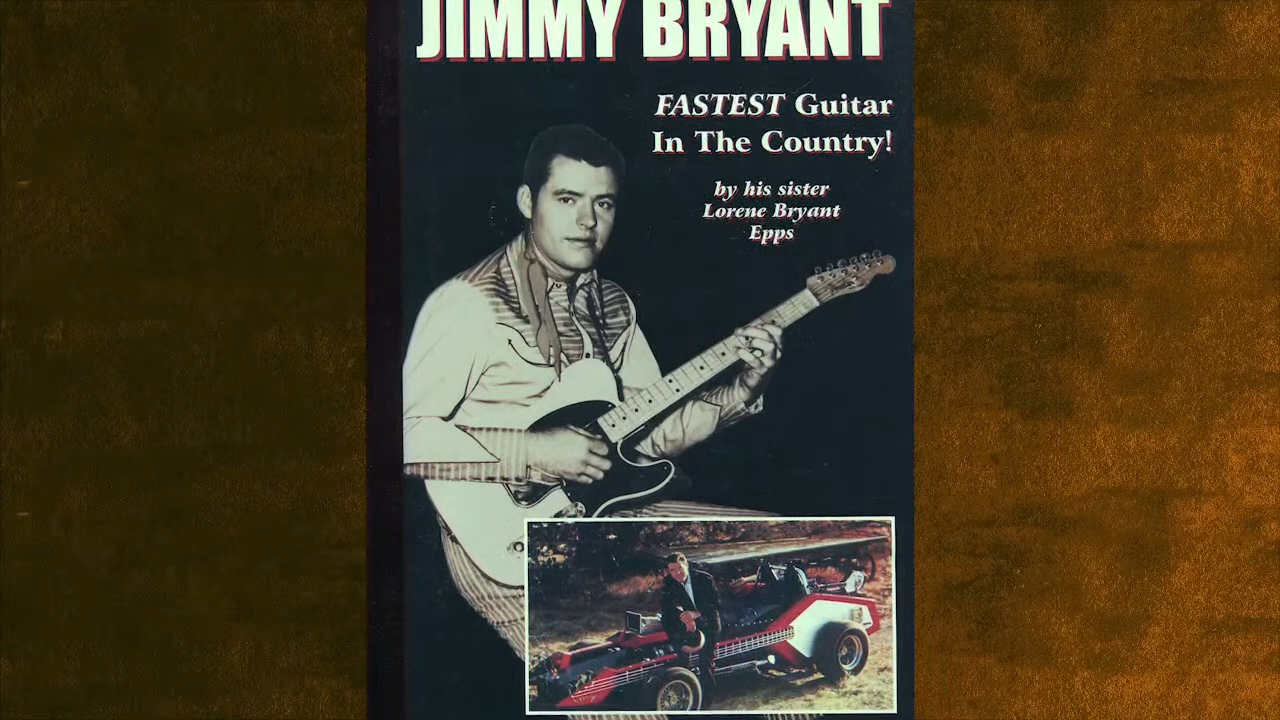 JIMMY BRYANT
FASTEST Guitar
In The Country!
by his sister
Lorene Bryant
Epps